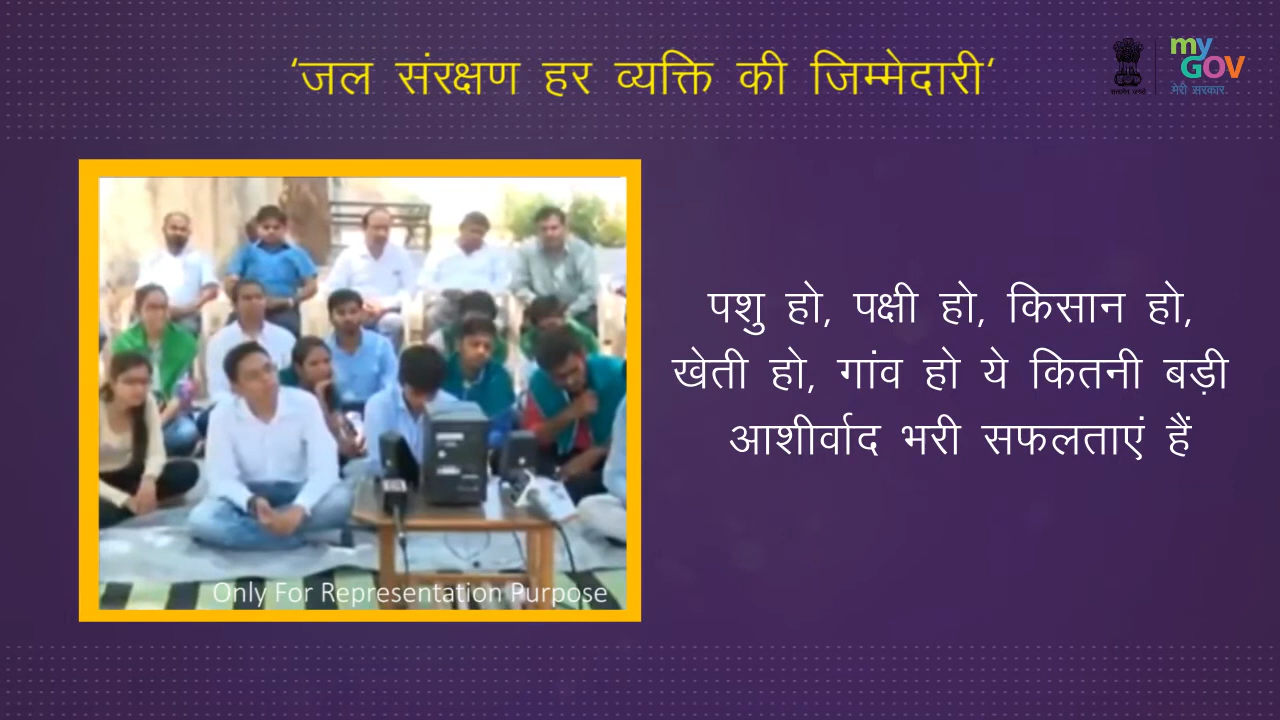 ‘जल संरक्षण हर व्यक्ति की जिम्मेदारी‘
my
GOV
मेरी सरकार
पशु हो, पक्षी हो, किसान हो,
खेती हो, गांव हो ये कितनी बड़ी
आशीर्वाद भरी सफलताएं हैं
Only For Representation Purpose